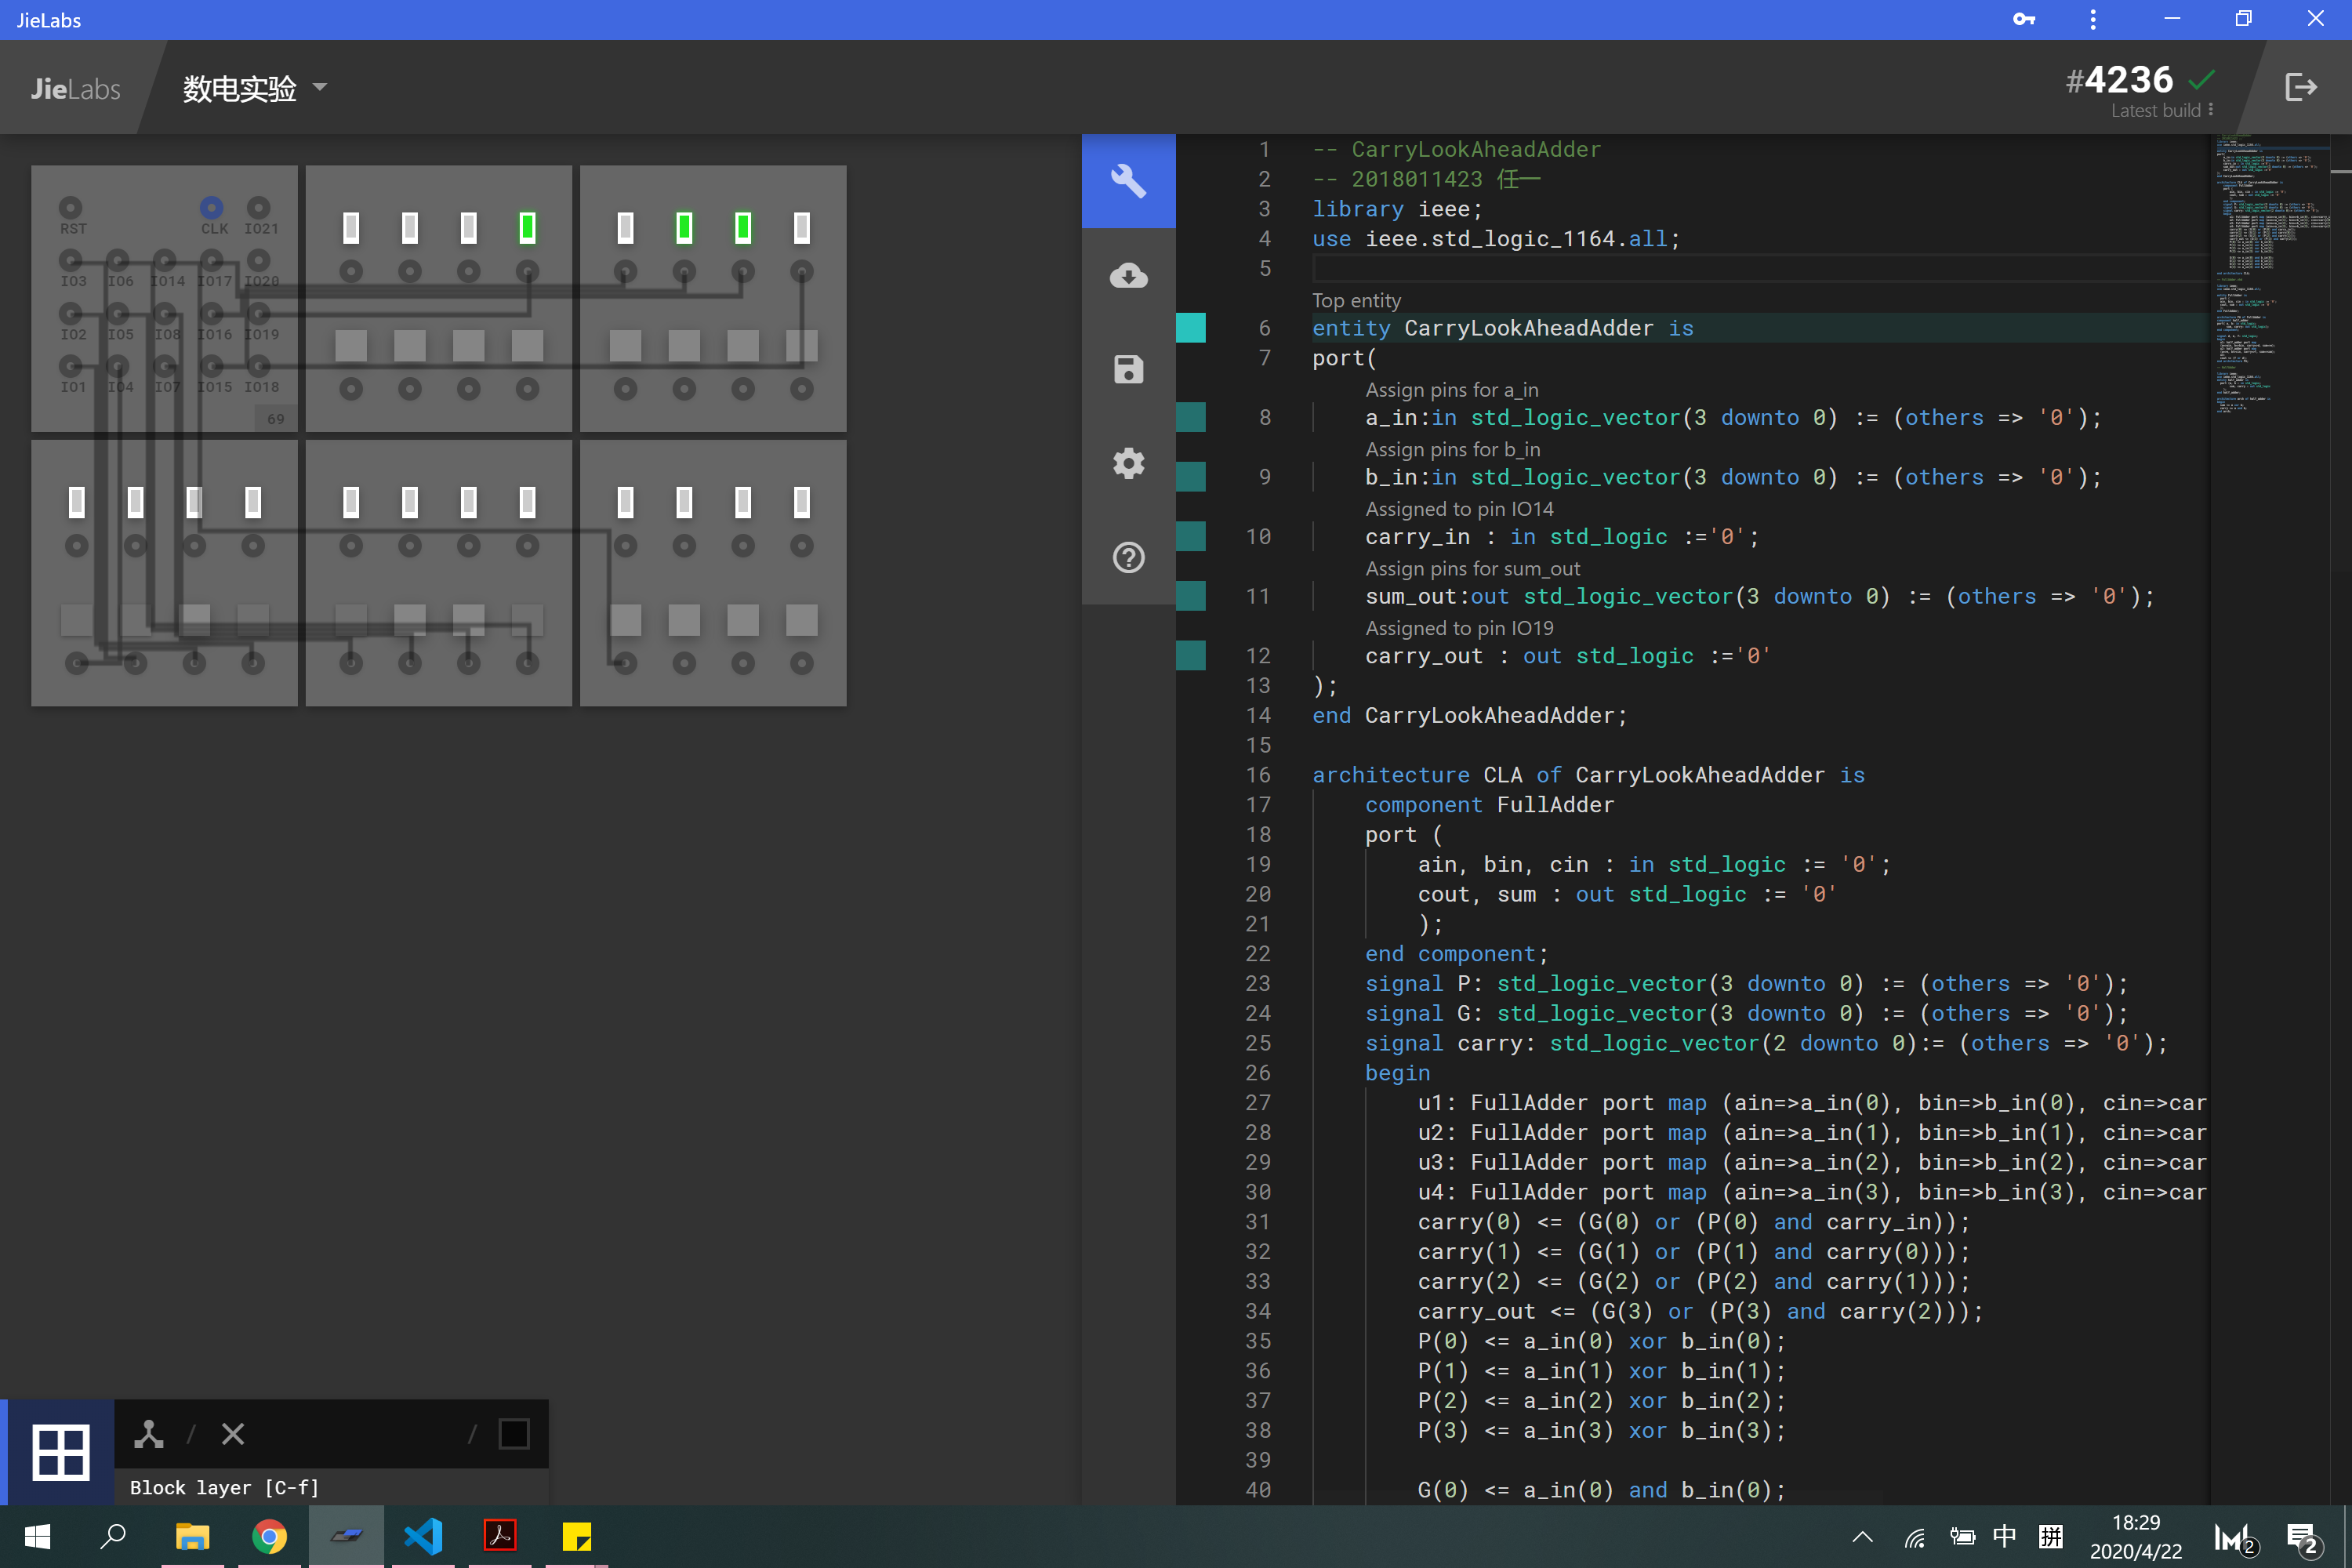 JieLabs
JieLabs
数电实验
#4236
Latest build
RST CLK IO21
IO3 IO6 IO14 IO17 IO20
IO2 IO5 IO8 IO16 IO19
IO1 IO4 IO7 IO15 IO18
69
1 -- CarryLookAheadAdder
2 -- 2018011423 任一
3 library ieee;
4 use ieee.std_logic_1164.all;
5
Top entity
6 entity CarryLookAheadAdder is
7 port(
Assign pins for a_in
8 a_in:in std_logic_vector(3 downto 0) := (others => '0');
Assign pins for b_in
9 b_in:in std_logic_vector(3 downto 0) := (others => '0');
Assigned to pin IO14
10 carry_in : in std_logic :='0';
Assign pins for sum_out
11 sum_out:out std_logic_vector(3 downto 0) := (others => '0');
Assigned to pin IO19
12 carry_out : out std_logic :='0'
13 );
14 end CarryLookAheadAdder;
15
16 architecture CLA of CarryLookAheadAdder is
17 component FullAdder
18 port (
19 ain, bin, cin : in std_logic := '0';
20 cout, sum : out std_logic := '0'
21 );
22 end component;
23 signal P: std_logic_vector(3 downto 0) := (others => '0');
24 signal G: std_logic_vector(3 downto 0) := (others => '0');
25 signal carry: std_logic_vector(2 downto 0):= (others => '0');
26 begin
27 u1: FullAdder port map (ain=>a_in(0), bin=>b_in(0), cin=>car
28 u2: FullAdder port map (ain=>a_in(1), bin=>b_in(1), cin=>car
29 u3: FullAdder port map (ain=>a_in(2), bin=>b_in(2), cin=>car
30 u4: FullAdder port map (ain=>a_in(3), bin=>b_in(3), cin=>car
31 carry(0) <= (G(0) or (P(0) and carry_in));
32 carry(1) <= (G(1) or (P(1) and carry(0)));
33 carry(2) <= (G(2) or (P(2) and carry(1)));
34 carry_out <= (G(3) or (P(3) and carry(2)));
35 P(0) <= a_in(0) xor b_in(0);
36 P(1) <= a_in(1) xor b_in(1);
37 P(2) <= a_in(2) xor b_in(2);
38 P(3) <= a_in(3) xor b_in(3);
39
40 G(0) <= a_in(0) and b_in(0);
/ /
Block layer [C-f]
中 拼
18:29
2020/4/22
2
2